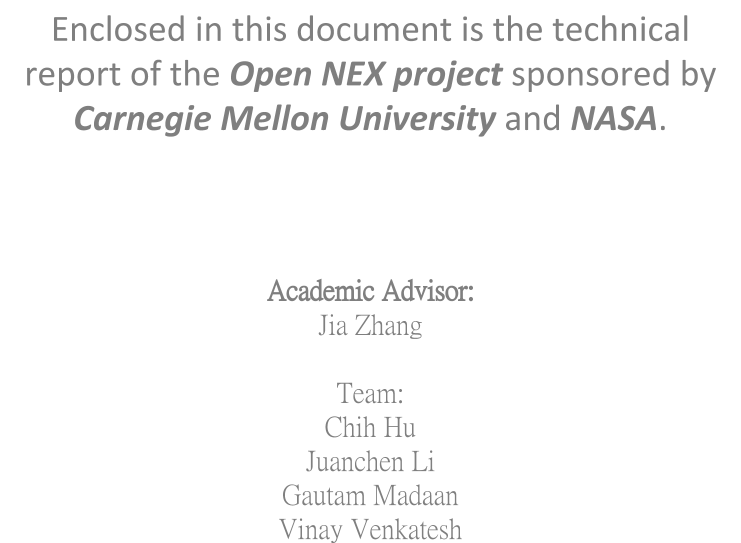 Enclosed in this document is the technical
report of the Open NEX project sponsored by
Carnegie Mellon University and NASA.
Academic Advisor:
Jia Zhang
Team:
Chih Hu
Juanchen Li
Gautam Madaan
Vinay Venkatesh